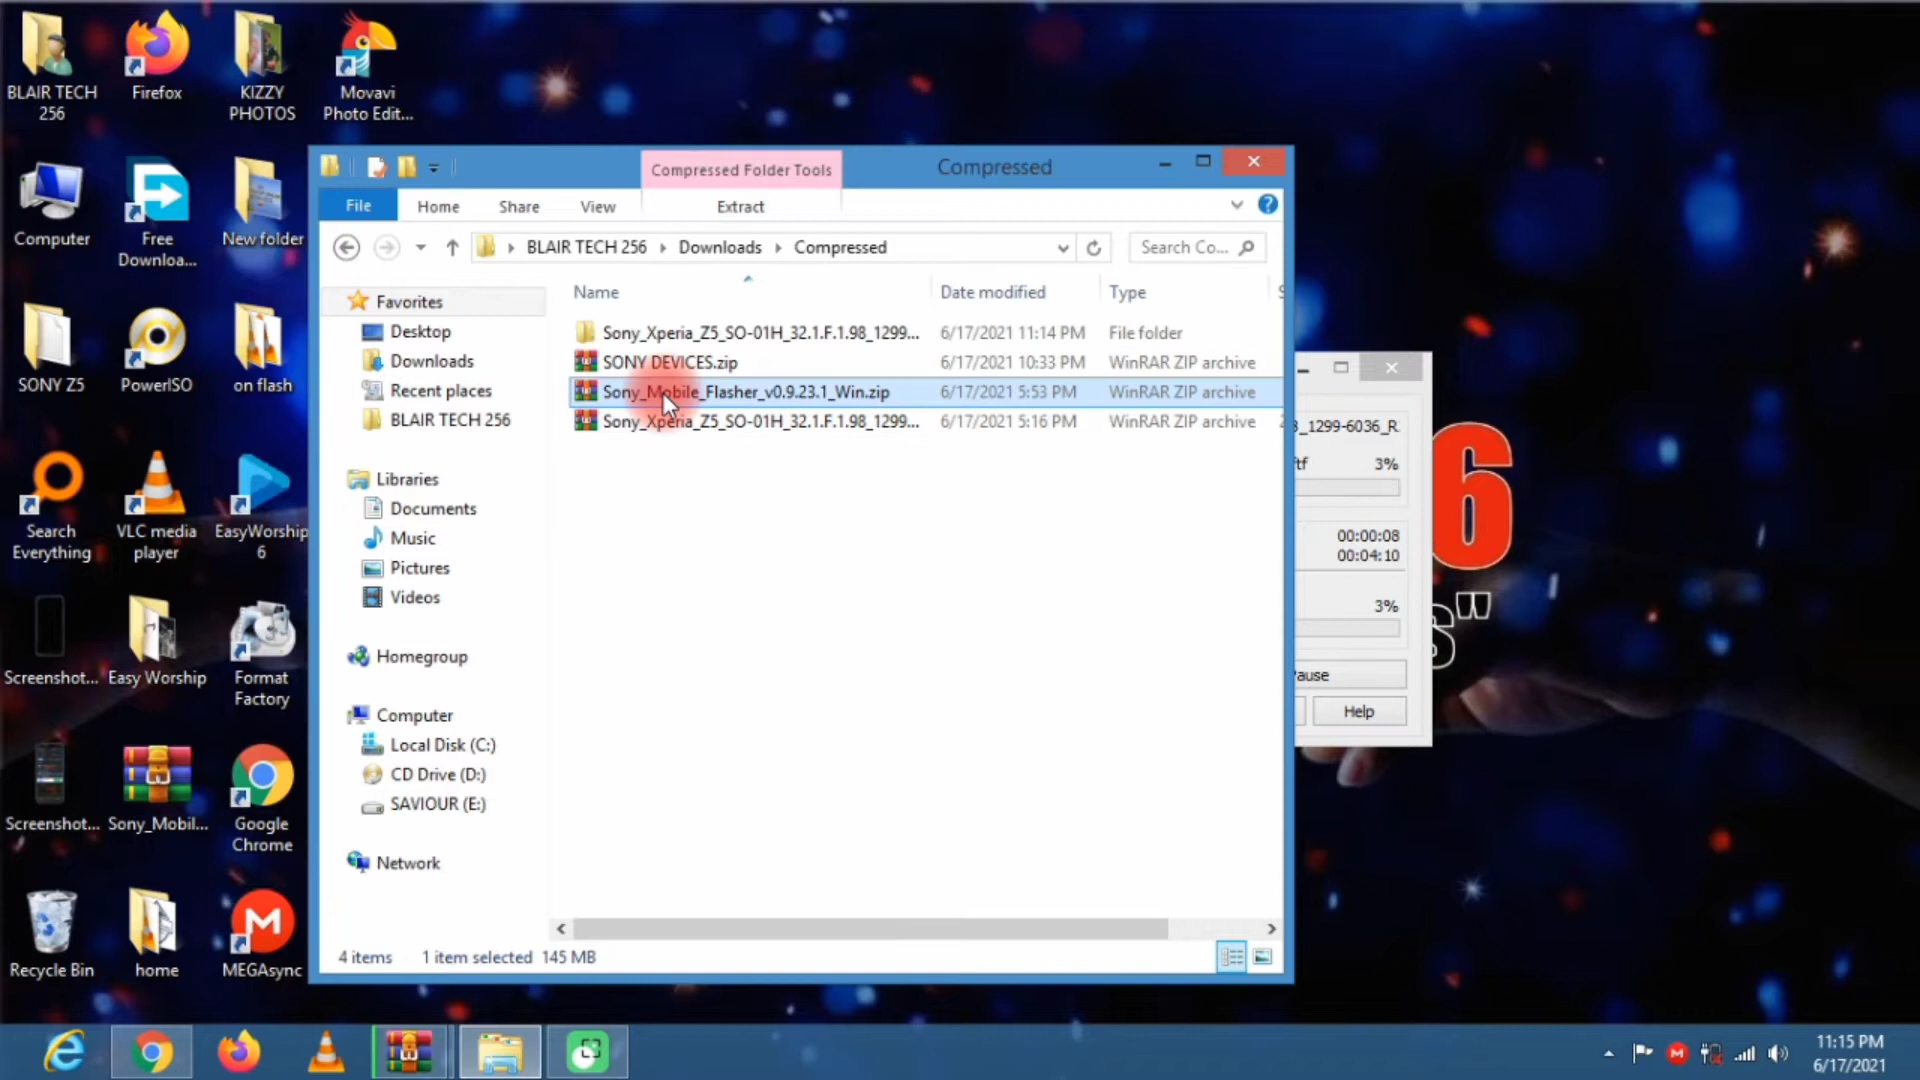 BLAIR TECH
256
Firefox
KIZZY
PHOTOS
Movavi
Photo Edit...
Computer
Free
Downloa...
New folder
SONY Z5
PowerISO
on flash
Search
Everything
VLC media
player
EasyWorship
6
Screenshot...
Easy Worship
Format
Factory
Screenshot...
Sony_Mobil...
Google
Chrome
Recycle Bin
home
MEGAsync
Compressed Folder Tools
Compressed
File
Home
Share
View
Extract
BLAIR TECH 256
Downloads
Compressed
Search Co...
Name
Date modified
Type
Sony_Xperia_Z5_SO-01H_32.1.F.1.98_1299... 6/17/2021 11:14 PM File folder
SONY DEVICES.zip 6/17/2021 10:33 PM WinRAR ZIP archive
Sony_Mobile_Flasher_v0.9.23.1_Win.zip 6/17/2021 5:53 PM WinRAR ZIP archive
Sony_Xperia_Z5_SO-01H_32.1.F.1.98_1299... 6/17/2021 5:16 PM WinRAR ZIP archive
Favorites
Desktop
Downloads
Recent places
BLAIR TECH 256
Libraries
Documents
Music
Pictures
Videos
Homegroup
Computer
Local Disk (C:)
CD Drive (D:)
SAVIOUR (E:)
Network
4 items 1 item selected 145 MB
_1299-6036_R
ftf 3%
00:00:08
00:04:10
3%
ause
Help
6
s"
11:15 PM
6/17/2021